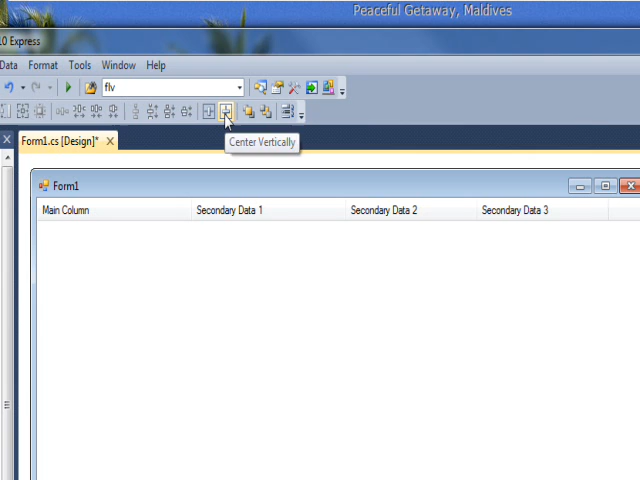 Peaceful Getaway, Maldives
10 Express
Data Format Tools Window Help
flv
Form1.cs [Design]* X
Center Vertically
Form1
Main Column Secondary Data 1 Secondary Data 2 Secondary Data 3